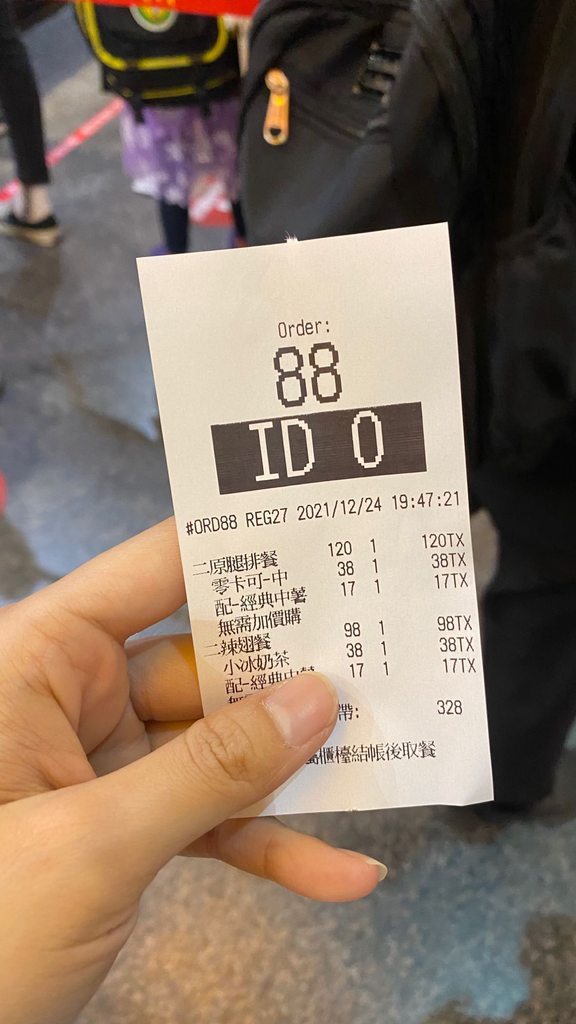 Order:
88
ID 0
#ORD88 REG27 2021/12/24 19:47:21
二原腿排餐 120 1 120TX
零卡可-中 38 1 38TX
配-經典中薯 17 1 17TX
無需加價購
二辣翅餐 98 1 98TX
小冰奶茶 38 1 38TX
配-經典中薯 17 1 17TX
帶: 328
櫃檯結帳後取餐